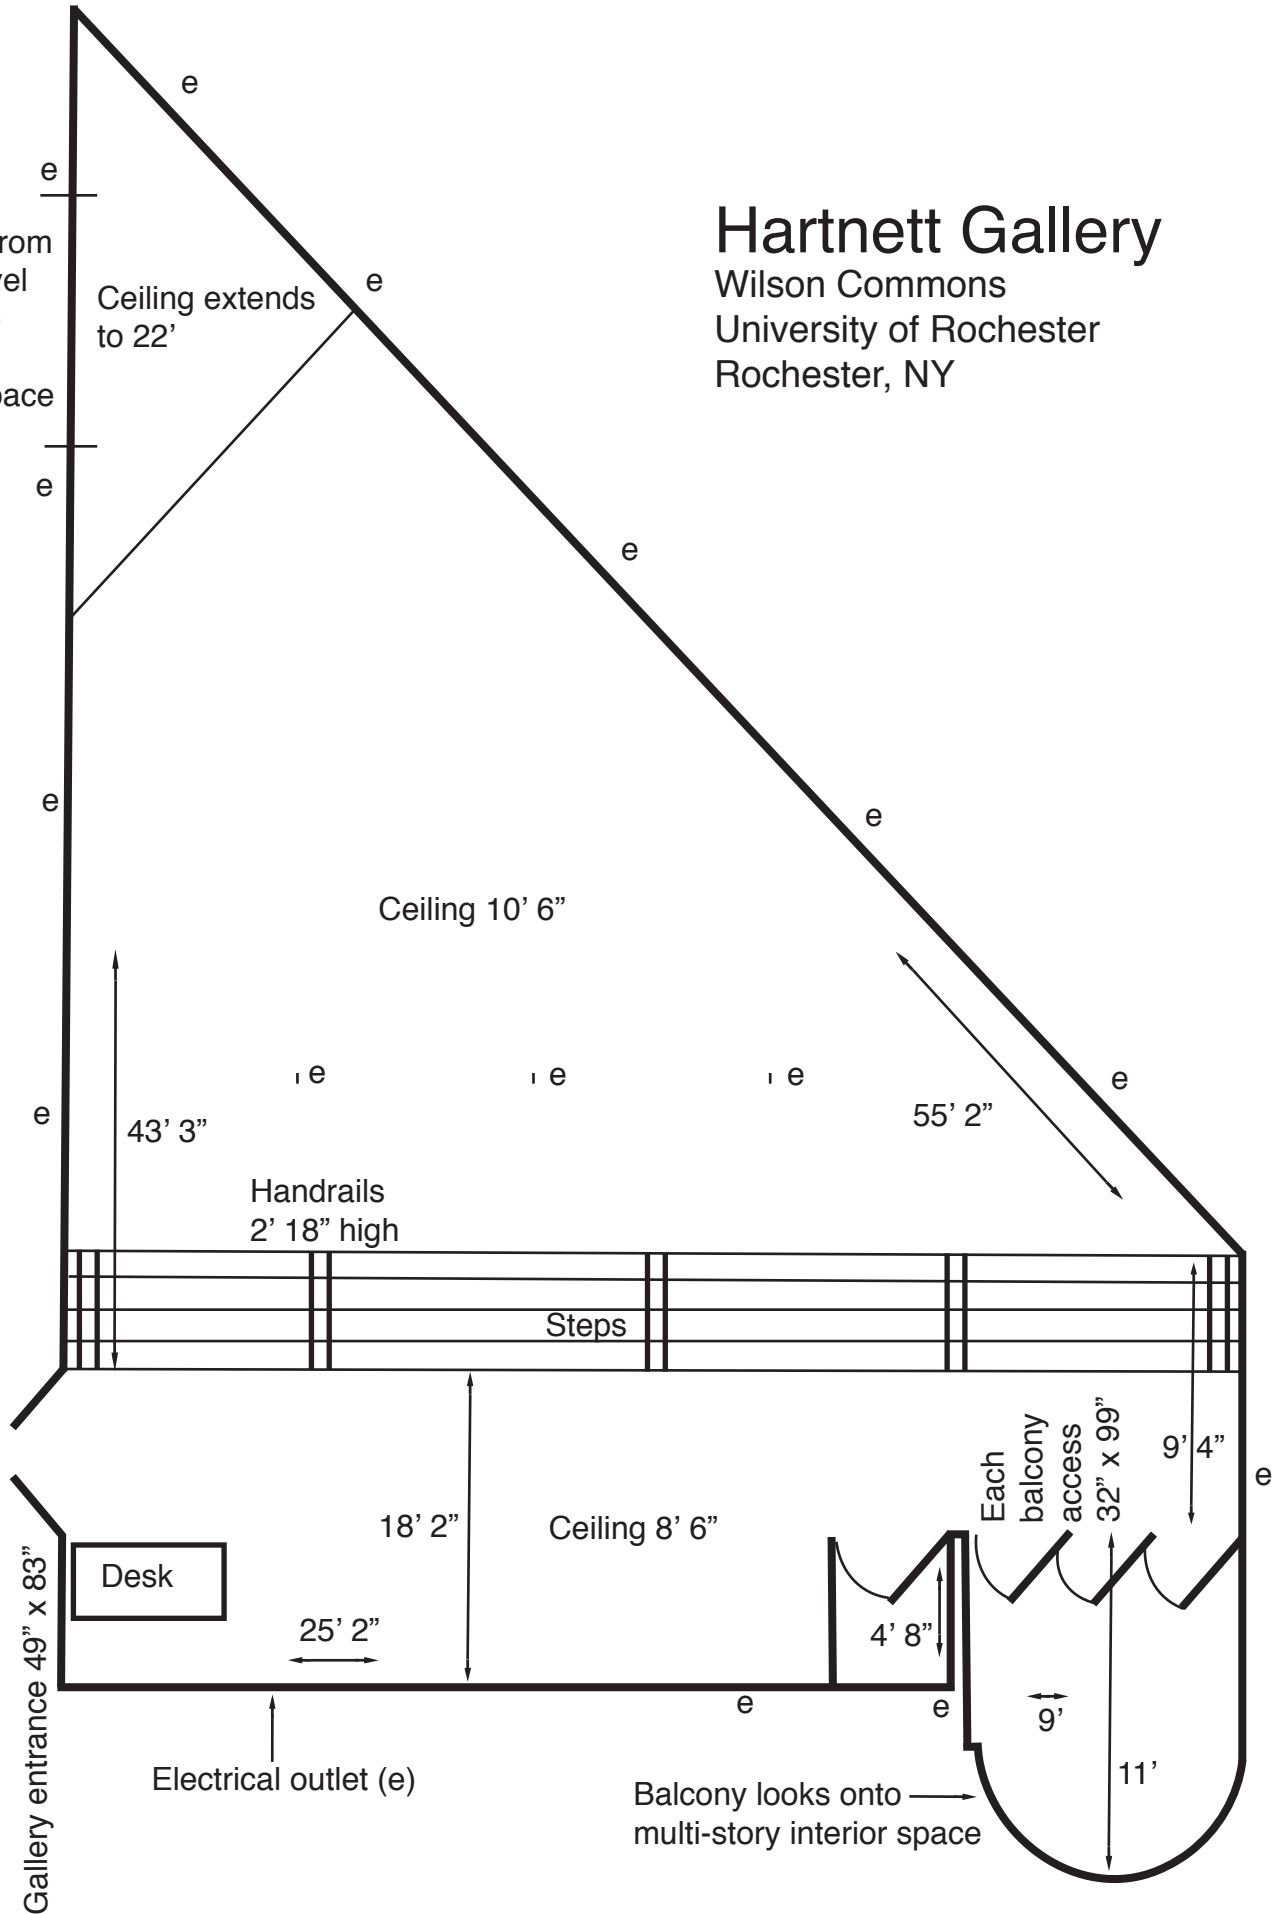 Hartnett Gallery
Wilson Commons
University of Rochester
Rochester, NY
e
e
e
Ceiling extends
to 22’
e
e
e
e
Ceiling 10’ 6”
e
e
e
e
e
e
43’ 3”
55’ 2”
Handrails
2’ 18” high
Steps
Each
balcony
access
32” x 99”
9’ 4”
e
18’ 2”
Ceiling 8’ 6”
Desk
Gallery entrance 49” x 83”
25’ 2”
4’ 8”
e
e
9’
11’
Electrical outlet (e)
Balcony looks onto
multi-story interior space